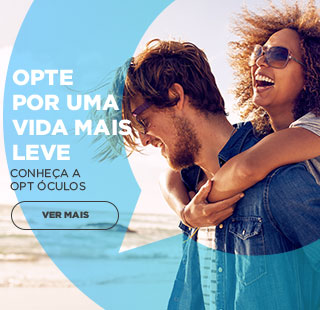 OPTE
POR UMA
VIDA MAIS
LEVE
CONHEÇA A
OPT ÓCULOS
VER MAIS